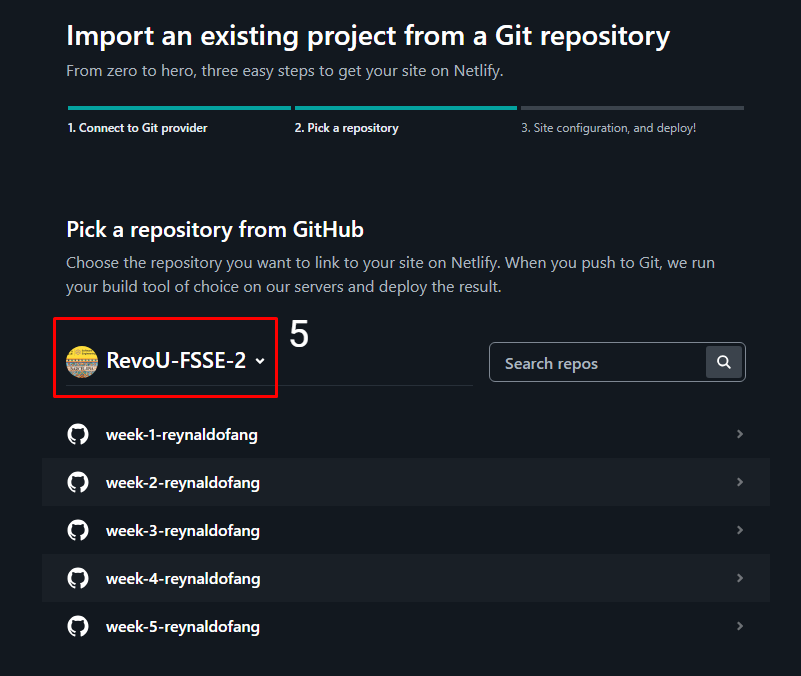 Import an existing project from a Git repository
From zero to hero, three easy steps to get your site on Netlify.
1. Connect to Git provider
2. Pick a repository
3. Site configuration, and deploy!
Pick a repository from GitHub
Choose the repository you want to link to your site on Netlify. When you push to Git, we run
your build tool of choice on our servers and deploy the result.
5
RevoU-FSSE-2
Search repos
week-1-reynaldofang
week-2-reynaldofang
week-3-reynaldofang
week-4-reynaldofang
week-5-reynaldofang